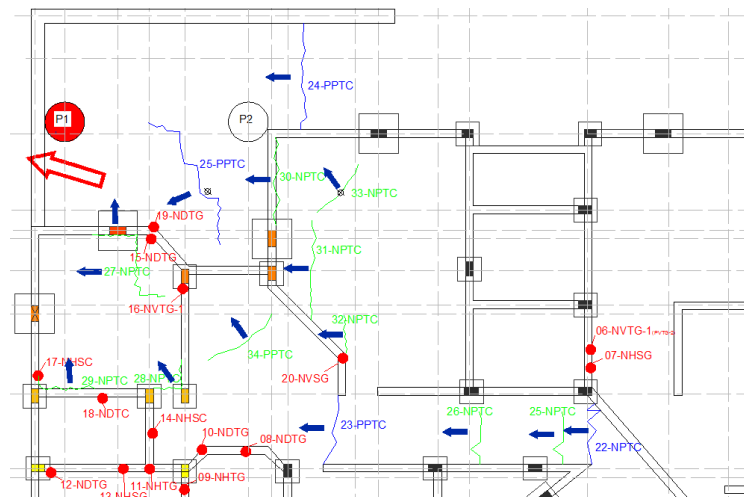 24-PPTC
P1
P2
25-PPTC
30-NPTC
33-NPTC
19-NDTG
15-NDTG
31-NPTC
27-NPTC
16-NVTG-1
32-NPTC
06-NVTG-1
34-PPTC
07-NHSG
17-NHSC
20-NVSG
29-NPTC
28-NPTC
18-NDTC
26-NPTC
25-NPTC
14-NHSC
23-PPTC
10-NDTG
08-NDTG
22-NPTC
12-NDTG
11-NHTG
09-NHTG
13-NHSG